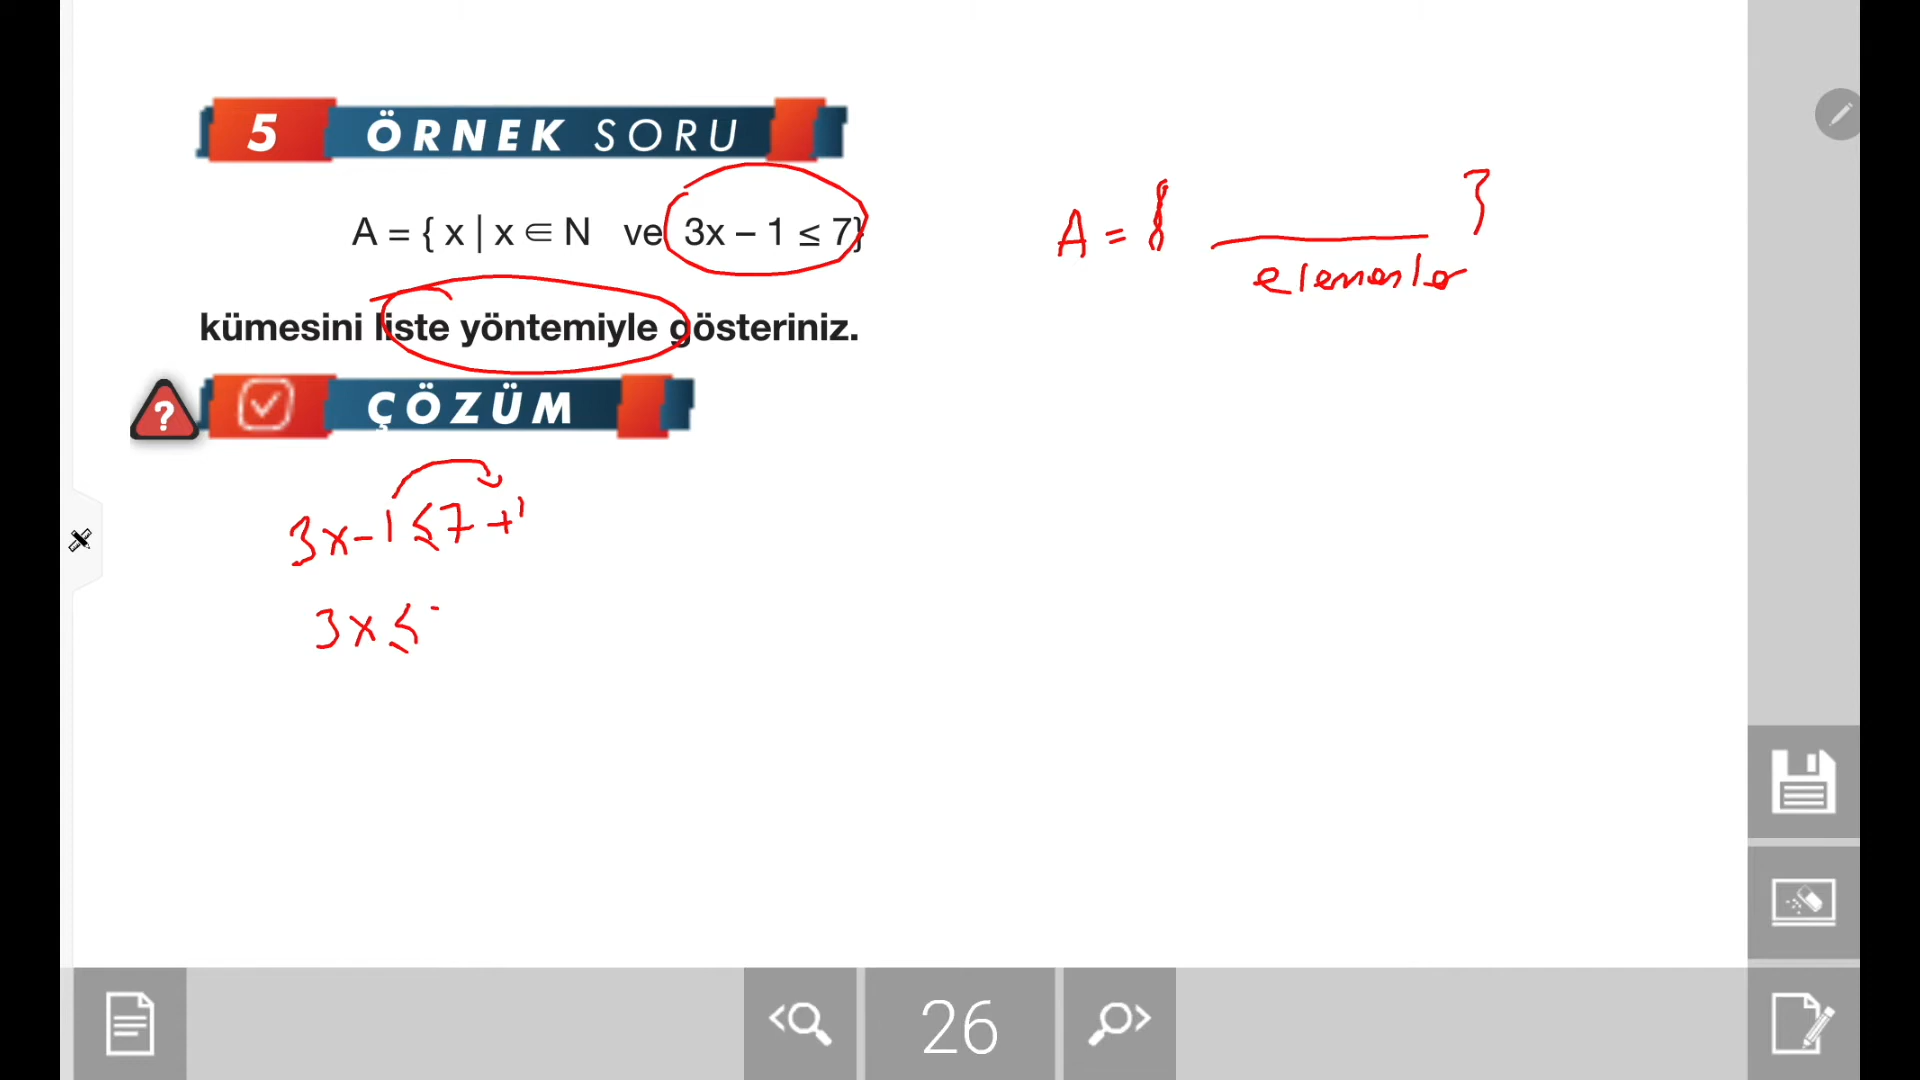 5 ÖRNEK SORU
A = { x | x ∈ N ve 3x – 1 ≤ 7}
kümesini liste yöntemiyle gösteriniz.
A = { }
elemanlar
? ÇÖZÜM
3x-1≤7+1
3x≤
26